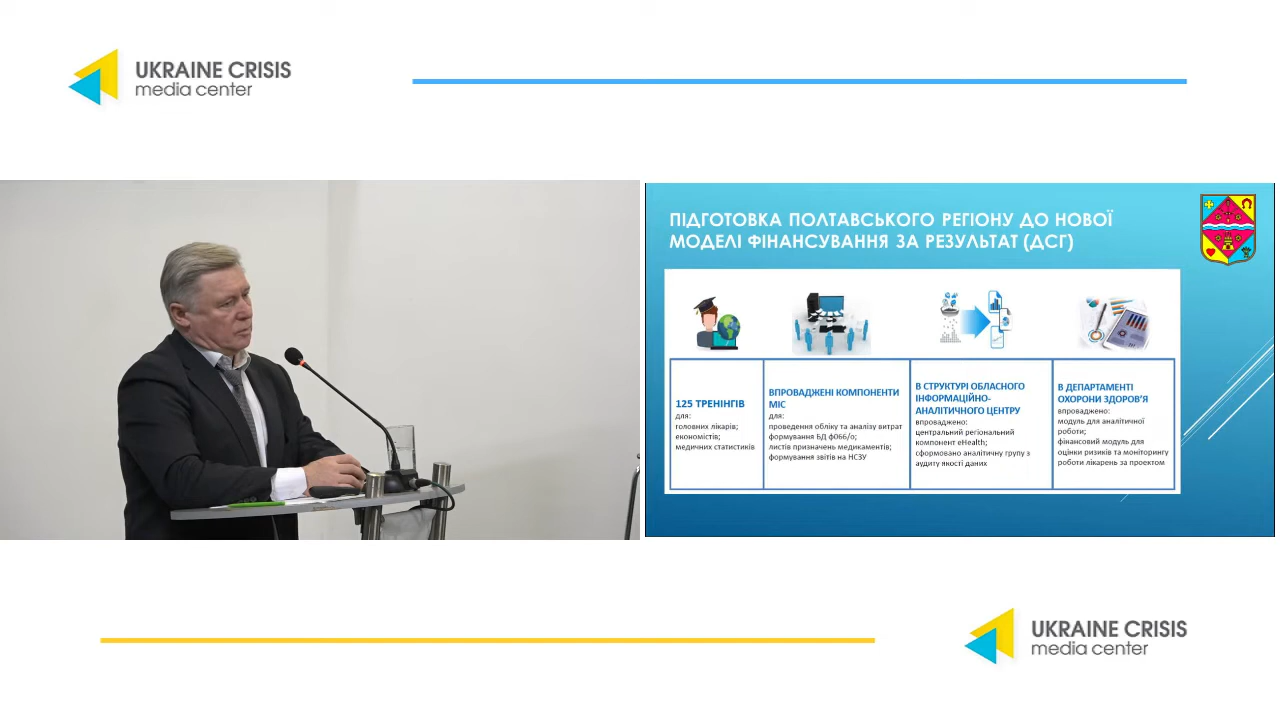 UKRAINE CRISIS
media center
ПІДГОТОВКА ПОЛТАВСЬКОГО РЕГІОНУ ДО НОВОЇ
МОДЕЛІ ФІНАНСУВАННЯ ЗА РЕЗУЛЬТАТ (ДСГ)
125 ТРЕНІНГІВ
для:
головних лікарів;
економістів;
медичних статистиків
ВПРОВАДЖЕНІ КОМПОНЕНТИ
МІС
для:
проведення обліку та аналізу витрат
формування БД ф066/о;
листів призначень медикаментів;
формування звітів на НСЗУ
В СТРУКТУРІ ОБЛАСНОГО
ІНФОРМАЦІЙНО-
АНАЛІТИЧНОГО ЦЕНТРУ
впроваджено:
центральний регіональний
компонент eHealth;
сформовано аналітичну групу з
аудиту якості даних
В ДЕПАРТАМЕНТІ
ОХОРОНИ ЗДОРОВ'Я
впроваджено:
модуль для аналітичної
роботи;
фінансовий модуль для
оцінки ризиків та моніторингу
роботи лікарень за проектом
UKRAINE CRISIS
media center